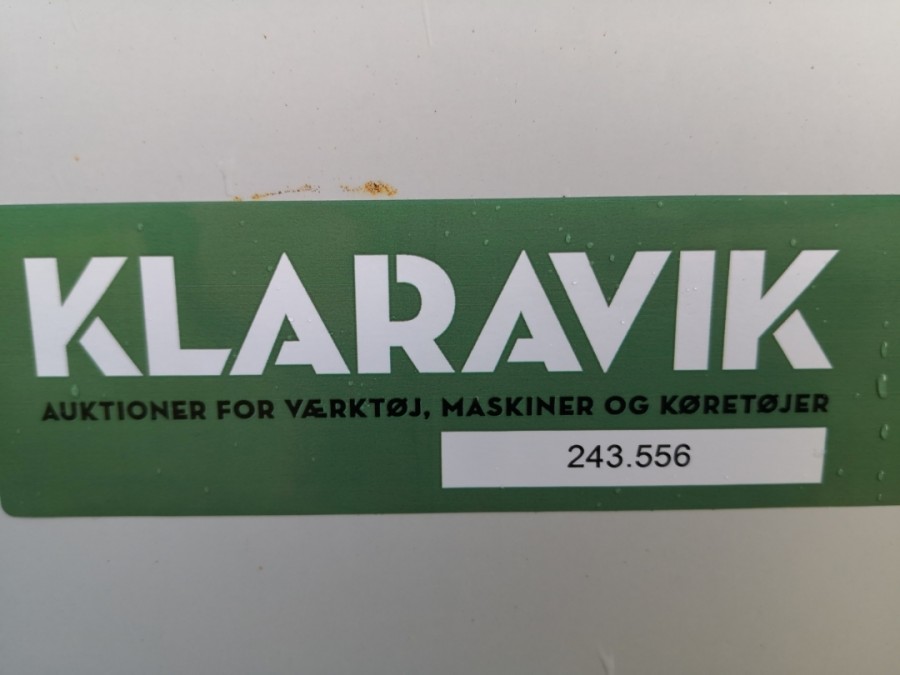 KLARAVIK
AUKTIONER FOR VÆRKTØJ, MASKINER OG KØRETØJER
243.556